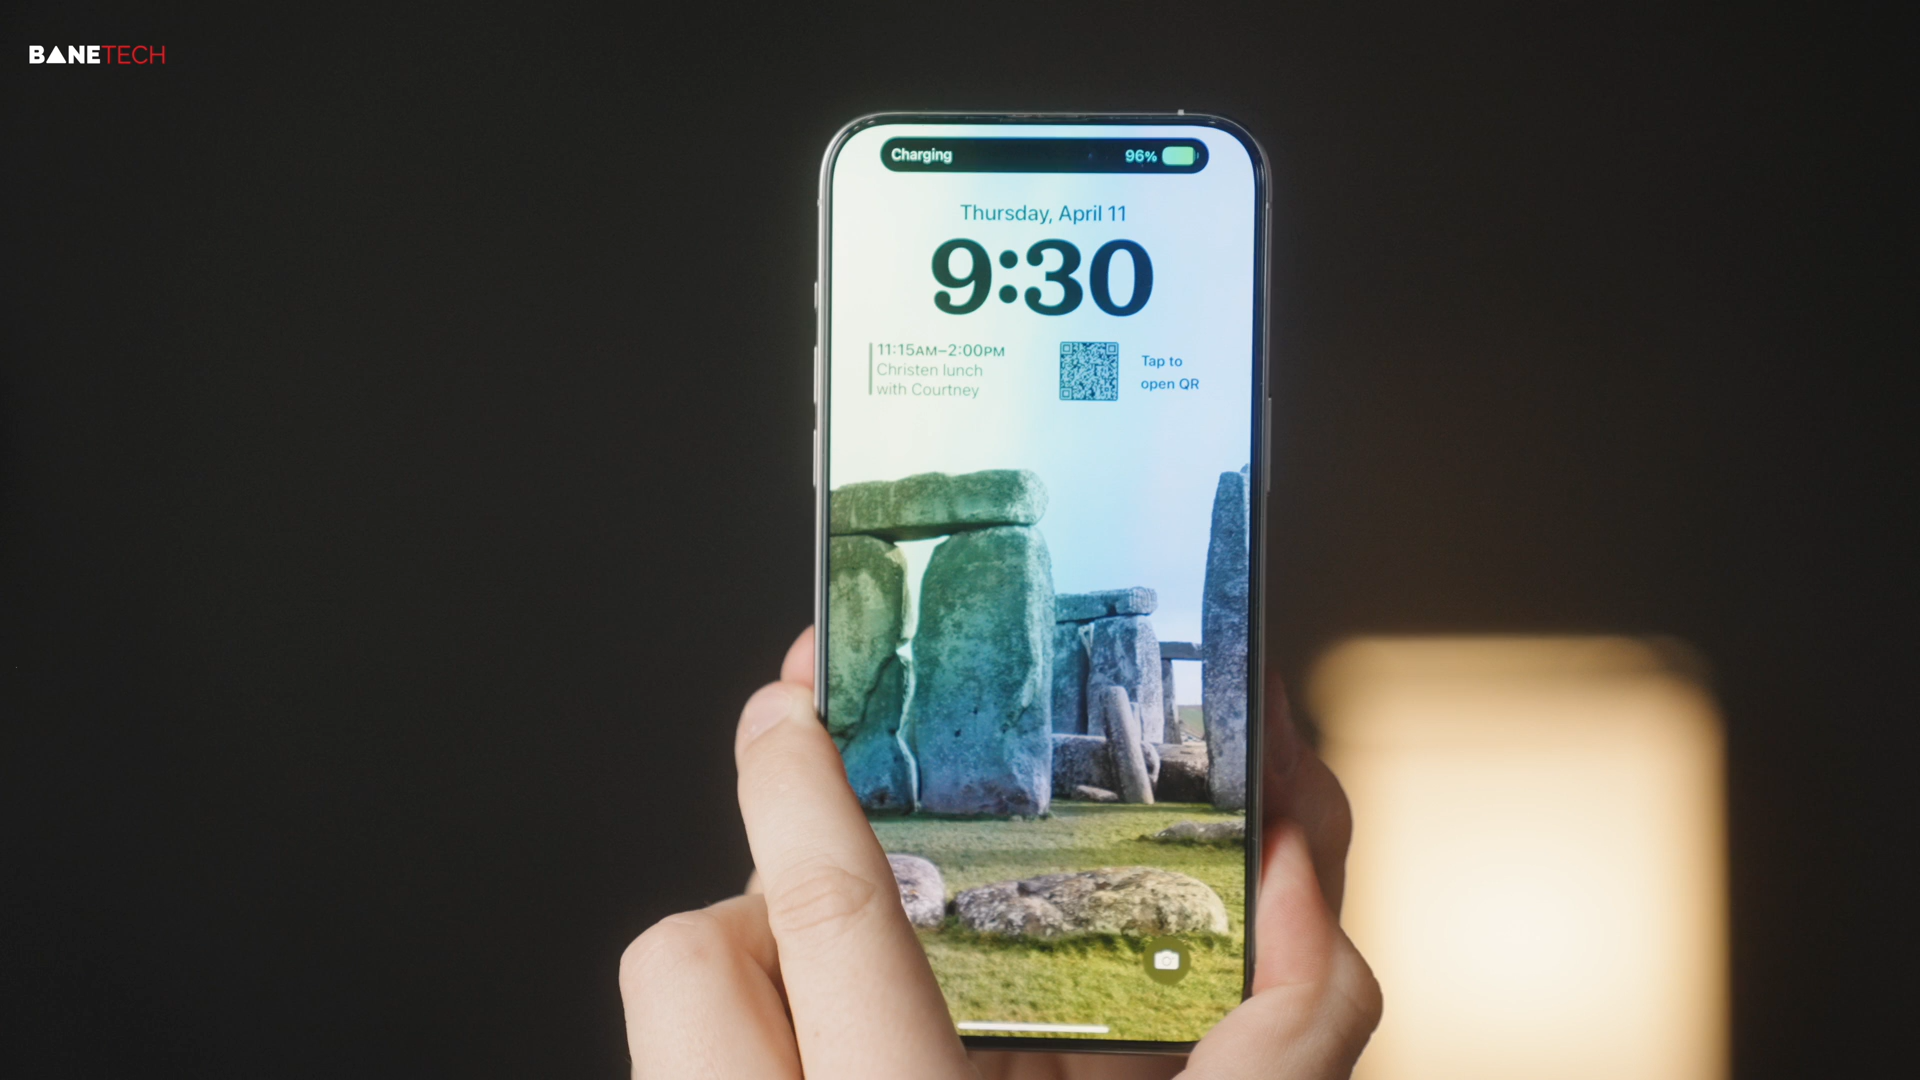 BANETECH
Charging 96%
Thursday, April 11
9:30
11:15AM–2:00PM
Christen lunch
with Courtney
Tap to
open QR